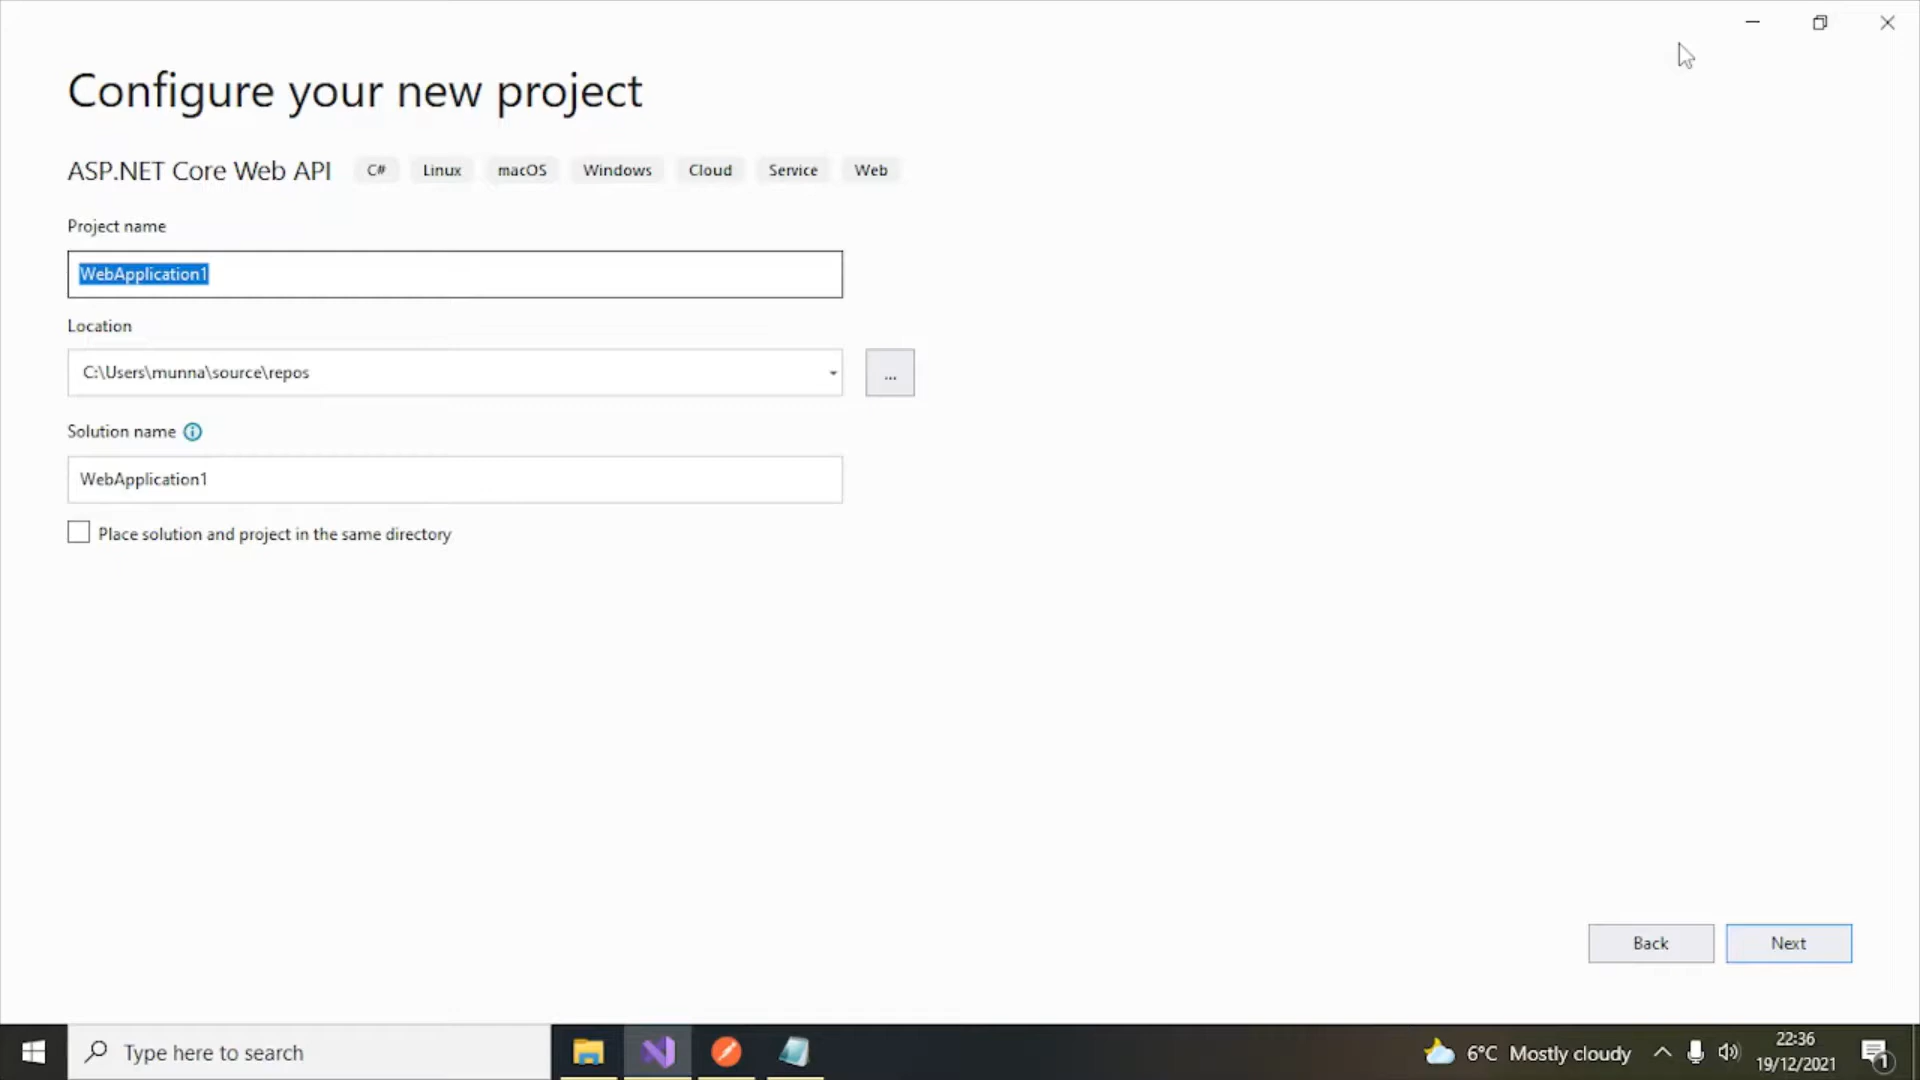 Configure your new project
ASP.NET Core Web API C# Linux macOS Windows Cloud Service Web
Project name
WebApplication1
Location
C:\Users\munna\source\repos
...
Solution name
WebApplication1
Place solution and project in the same directory
Back Next
Type here to search
6°C Mostly cloudy
22:36
19/12/2021
1